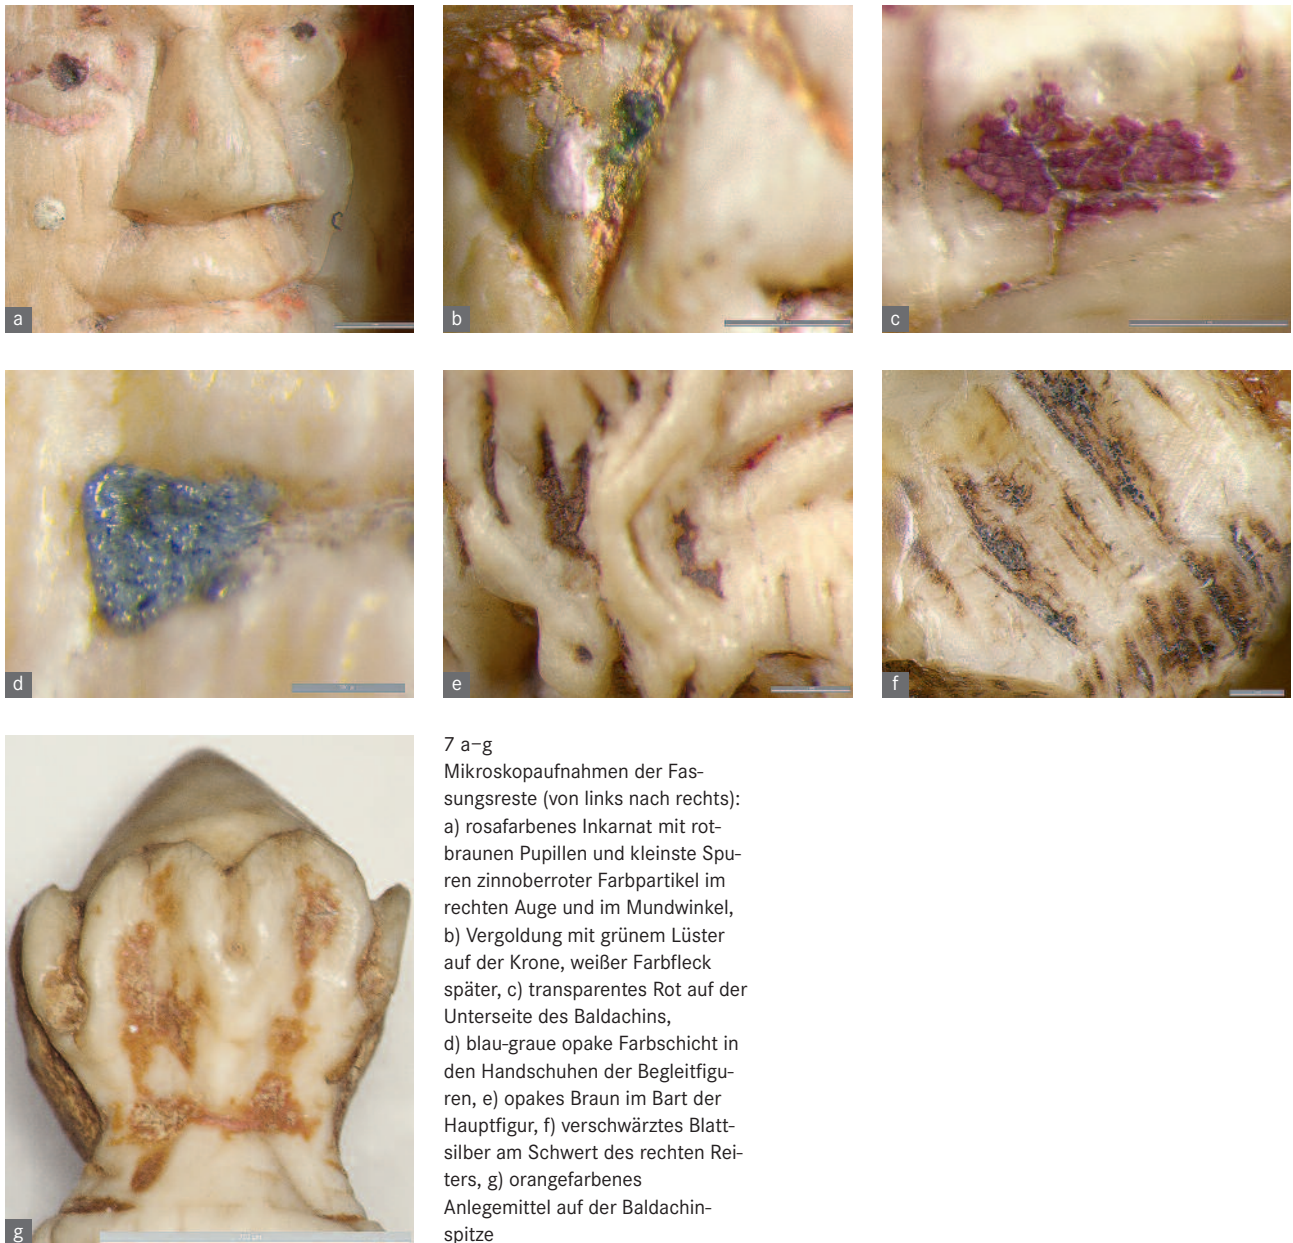 a
b
c
d
e
f
g
7 a–g
Mikroskopaufnahmen der Fas-
sungsreste (von links nach rechts):
a) rosafarbenes Inkarnat mit rot-
braunen Pupillen und kleinste Spu-
ren zinnoberroter Farbpartikel im
rechten Auge und im Mundwinkel,
b) Vergoldung mit grünem Lüster
auf der Krone, weißer Farbfleck
später, c) transparentes Rot auf der
Unterseite des Baldachins,
d) blau-graue opake Farbschicht in
den Handschuhen der Begleitfigu-
ren, e) opakes Braun im Bart der
Hauptfigur, f) verschwärztes Blatt-
silber am Schwert des rechten Rei-
ters, g) orangefarbenes
Anlegemittel auf der Baldachin-
spitze